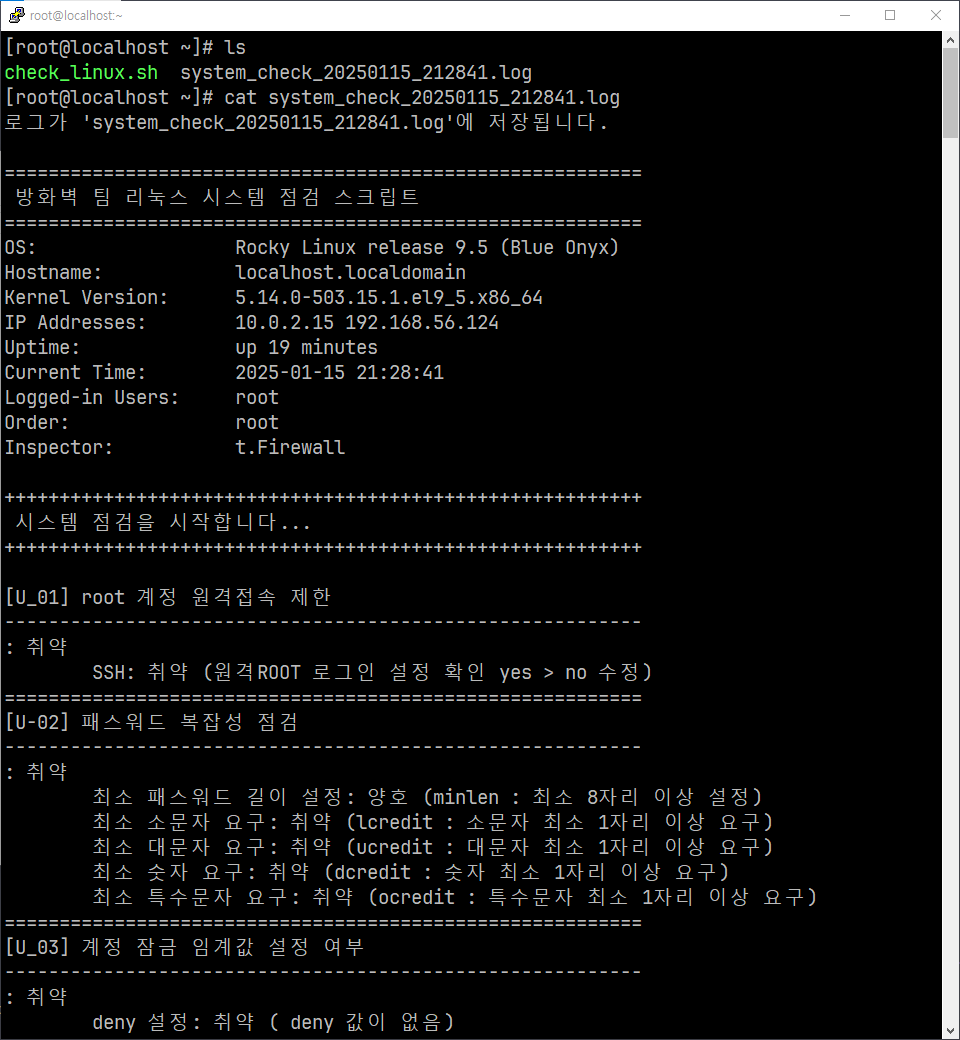 root@localhost:~
[root@localhost ~]# ls
check_linux.sh  system_check_20250115_212841.log
[root@localhost ~]# cat system_check_20250115_212841.log
로그가 'system_check_20250115_212841.log'에 저장됩니다.
==========================================================
방화벽 팀 리눅스 시스템 점검 스크립트
==========================================================
OS: Rocky Linux release 9.5 (Blue Onyx)
Hostname: localhost.localdomain
Kernel Version: 5.14.0-503.15.1.el9_5.x86_64
IP Addresses: 10.0.2.15 192.168.56.124
Uptime: up 19 minutes
Current Time: 2025-01-15 21:28:41
Logged-in Users: root
Order: root
Inspector: t.Firewall
++++++++++++++++++++++++++++++++++++++++++++++++++++++++++
시스템 점검을 시작합니다...
++++++++++++++++++++++++++++++++++++++++++++++++++++++++++
[U_01] root 계정 원격접속 제한
----------------------------------------------------------
: 취약
SSH: 취약 (원격ROOT 로그인 설정 확인 yes > no 수정)
==========================================================
[U-02] 패스워드 복잡성 점검
----------------------------------------------------------
: 취약
최소 패스워드 길이 설정: 양호 (minlen : 최소 8자리 이상 설정)
최소 소문자 요구: 취약 (lcredit : 소문자 최소 1자리 이상 요구)
최소 대문자 요구: 취약 (ucredit : 대문자 최소 1자리 이상 요구)
최소 숫자 요구: 취약 (dcredit : 숫자 최소 1자리 이상 요구)
최소 특수문자 요구: 취약 (ocredit : 특수문자 최소 1자리 이상 요구)
==========================================================
[U_03] 계정 잠금 임계값 설정 여부
----------------------------------------------------------
: 취약
deny 설정: 취약 ( deny 값이 없음)